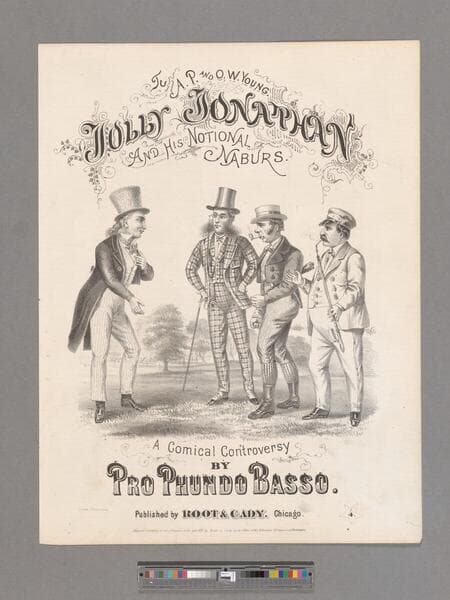 To A.P. and O.W. Young.
Jolly Jonathan
And His Notional
Naburs.
A Comical Controversy
BY
Pro Phundo Basso.
Published by ROOT & CADY. Chicago.
4